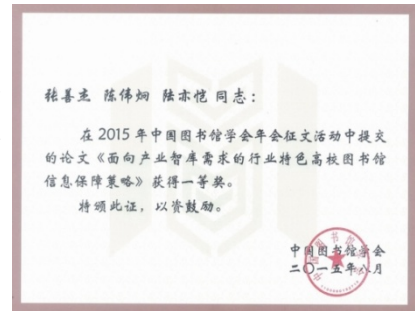 张善杰 陈伟炯 陆亦恺 同志：
在 2015 年中国图书馆学会年会征文活动中提交
的论文《面向产业智库需求的行业特色高校图书馆
信息保障策略》获得一等奖。
特颁此证，以资鼓励。
中国图书馆学会
二〇一五年八月